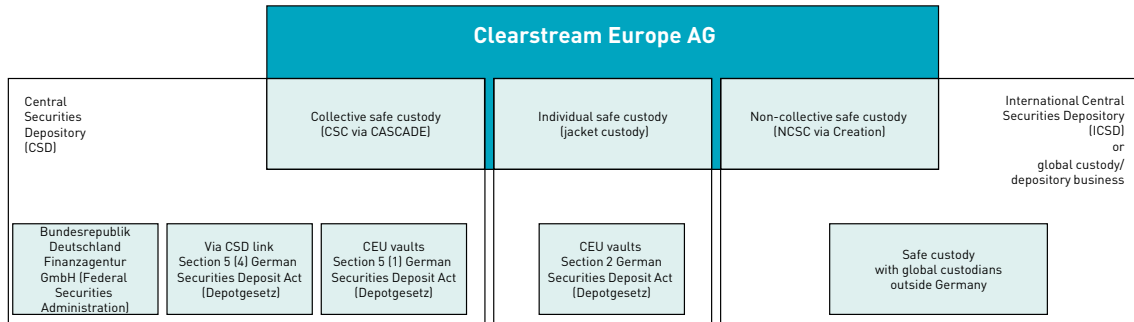 Clearstream Europe AG
Central
Securities
Depository
(CSD)
Collective safe custody
(CSC via CASCADE)
Individual safe custody
(jacket custody)
Non-collective safe custody
(NCSC via Creation)
International Central
Securities Depository
(ICSD)
or
global custody/
depository business
Bundesrepublik
Deutschland
Finanzagentur
GmbH (Federal
Securities
Administration)
Via CSD link
Section 5 (4) German
Securities Deposit Act
(Depotgesetz)
CEU vaults
Section 5 (1) German
Securities Deposit Act
(Depotgesetz)
CEU vaults
Section 2 German
Securities Deposit Act
(Depotgesetz)
Safe custody
with global custodians
outside Germany